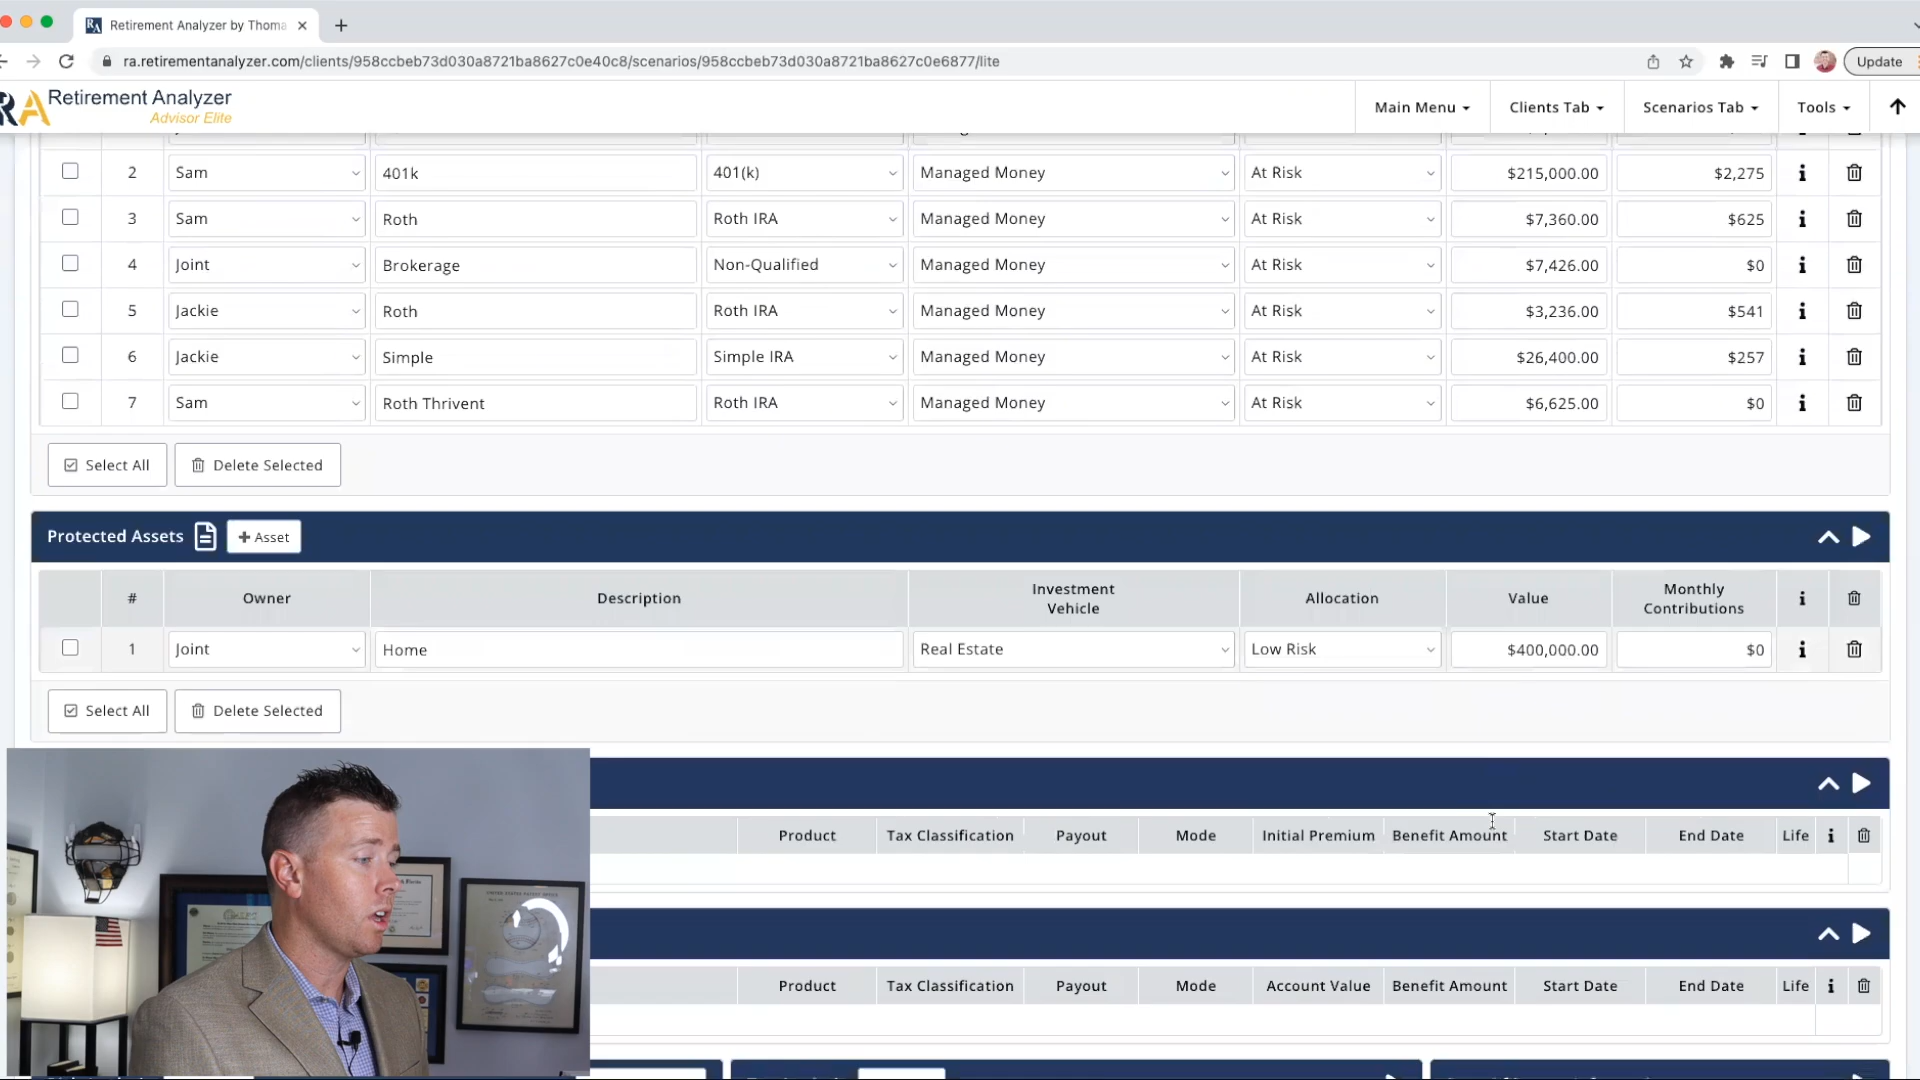 Retirement Analyzer by Thoma
ra.retirementanalyzer.com/clients/958ccbeb73d030a8721ba8627c0e40c8/scenarios/958ccbeb73d030a8721ba8627c0e6877/lite
Update
RA Retirement Analyzer
Advisor Elite
Main Menu Clients Tab Scenarios Tab Tools
2 Sam 401k 401(k) Managed Money At Risk $215,000.00 $2,275
3 Sam Roth Roth IRA Managed Money At Risk $7,360.00 $625
4 Joint Brokerage Non-Qualified Managed Money At Risk $7,426.00 $0
5 Jackie Roth Roth IRA Managed Money At Risk $3,236.00 $541
6 Jackie Simple Simple IRA Managed Money At Risk $26,400.00 $257
7 Sam Roth Thrivent Roth IRA Managed Money At Risk $6,625.00 $0
Select All Delete Selected
Protected Assets + Asset
# Owner Description Investment Vehicle Allocation Value Monthly Contributions
1 Joint Home Real Estate Low Risk $400,000.00 $0
Select All Delete Selected
Product Tax Classification Payout Mode Initial Premium Benefit Amount Start Date End Date Life
Product Tax Classification Payout Mode Account Value Benefit Amount Start Date End Date Life